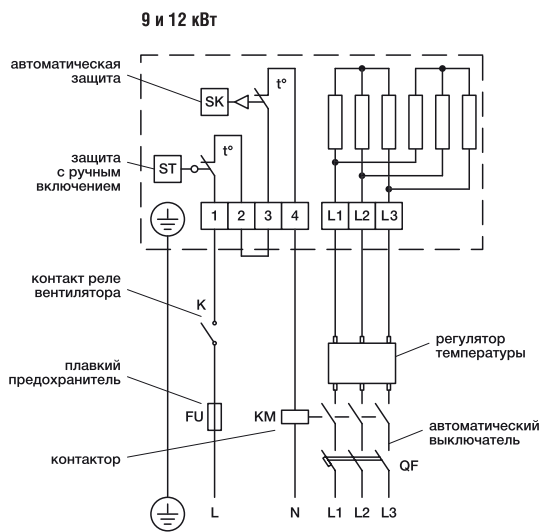 9 и 12 кВт
автоматическая
защита
SK
t°
защита
с ручным
включением
ST
t°
1 2 3 4 L1 L2 L3
контакт реле
вентилятора
K
регулятор
температуры
плавкий
предохранитель
FU
KM
контактор
автоматический
выключатель
QF
L N L1 L2 L3